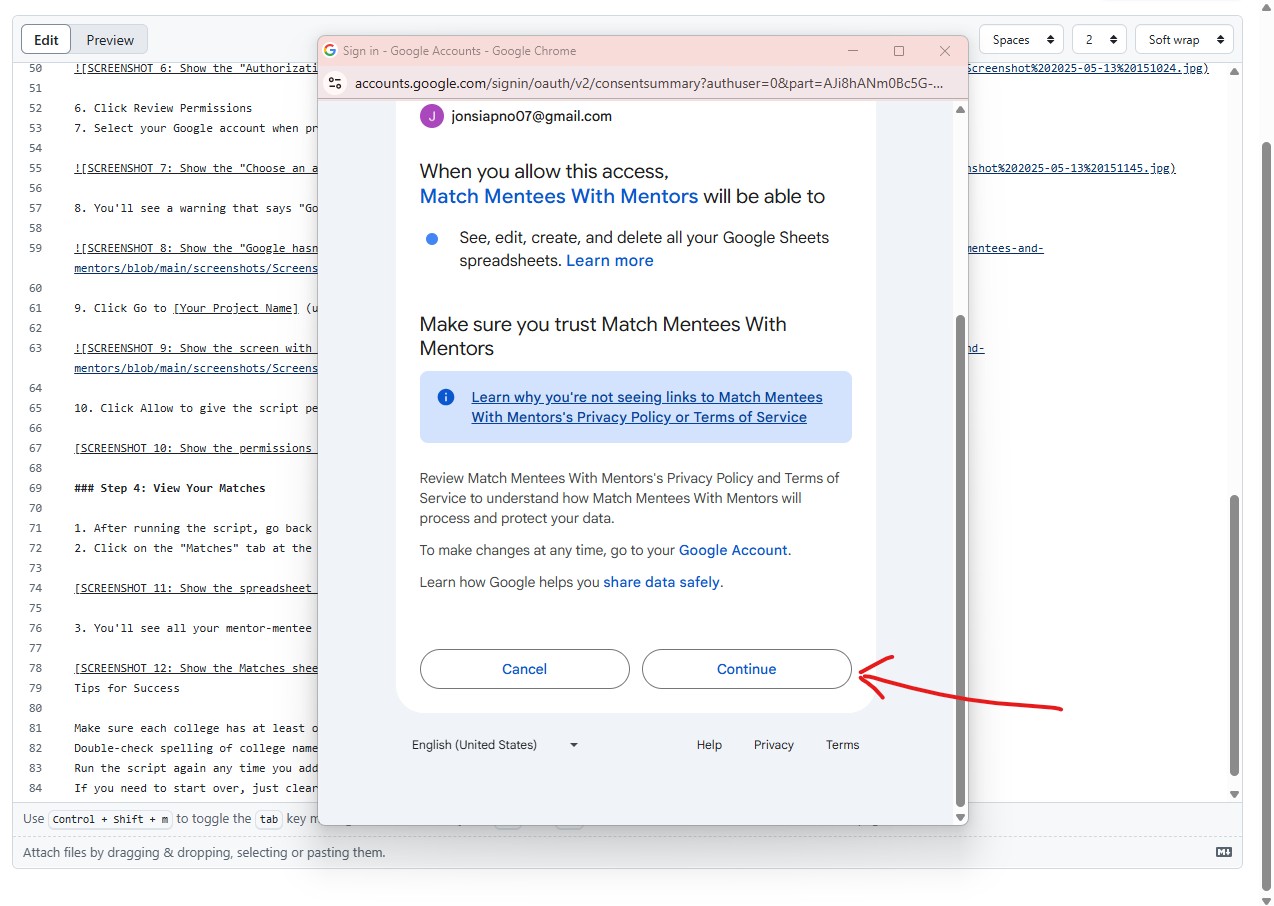 Edit
Preview
Sign in - Google Accounts - Google Chrome
Spaces
2
Soft wrap
accounts.google.com/signin/oauth/v2/consentsummary?authuser=0&part=AJi8hANm0Bc5G-...
50 ![SCREENSHOT 6: Show the "Authorizati
Screenshot%202025-05-13%20151024.jpg)
51
52 6. Click Review Permissions
53 7. Select your Google account when pr
54
55 ![SCREENSHOT 7: Show the "Choose an a
nshot%202025-05-13%20151145.jpg)
56
57 8. You'll see a warning that says "Go
58
59 ![SCREENSHOT 8: Show the "Google hasn
mentees-and-
mentors/blob/main/screenshots/Screens
60
61 9. Click Go to [Your Project Name] (u
62
63 ![SCREENSHOT 9: Show the screen with
nd-
mentors/blob/main/screenshots/Screens
64
65 10. Click Allow to give the script pe
66
67 [SCREENSHOT 10: Show the permissions
68
69 ### Step 4: View Your Matches
70
71 1. After running the script, go back
72 2. Click on the "Matches" tab at the
73
74 [SCREENSHOT 11: Show the spreadsheet
75
76 3. You'll see all your mentor-mentee
77
78 [SCREENSHOT 12: Show the Matches shee
79 Tips for Success
80
81 Make sure each college has at least o
82 Double-check spelling of college name
83 Run the script again any time you add
84 If you need to start over, just clear
J
jonsiapno07@gmail.com
When you allow this access,
Match Mentees With Mentors will be able to
See, edit, create, and delete all your Google Sheets
spreadsheets. Learn more
Make sure you trust Match Mentees With
Mentors
Learn why you're not seeing links to Match Mentees
With Mentors's Privacy Policy or Terms of Service
Review Match Mentees With Mentors's Privacy Policy and Terms of
Service to understand how Match Mentees With Mentors will
process and protect your data.
To make changes at any time, go to your Google Account.
Learn how Google helps you share data safely.
Cancel
Continue
English (United States)
Help
Privacy
Terms
Use Control + Shift + m to toggle the tab key m
Attach files by dragging & dropping, selecting or pasting them.